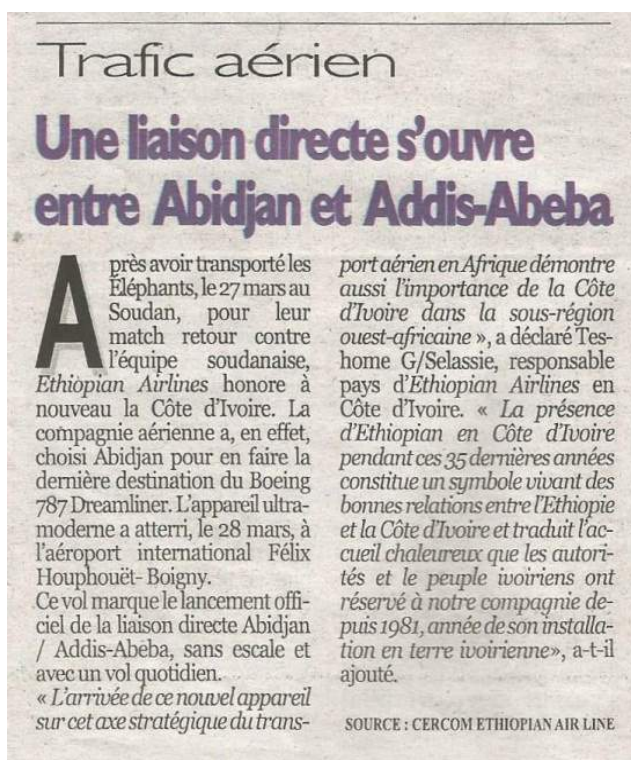 Trafic aérien
Une liaison directe s'ouvre
entre Abidjan et Addis-Abeba
Après avoir transporté les
Éléphants, le 27 mars au
Soudan, pour leur
match retour contre
l'équipe soudanaise,
Ethiopian Airlines honore à
nouveau la Côte d'Ivoire. La
compagnie aérienne a, en effet,
choisi Abidjan pour en faire la
dernière destination du Boeing
787 Dreamliner. L'appareil ultra-
moderne a atterri, le 28 mars, à
l'aéroport international Félix
Houphouët- Boigny.
Ce vol marque le lancement offi-
ciel de la liaison directe Abidjan
/ Addis-Abeba, sans escale et
avec un vol quotidien.
« L'arrivée de ce nouvel appareil
sur cet axe stratégique du trans-
port aérien en Afrique démontre
aussi l'importance de la Côte
d'Ivoire dans la sous-région
ouest-africaine », a déclaré Tes-
home G/Selassie, responsable
pays d'Ethiopian Airlines en
Côte d'Ivoire. « La présence
d'Ethiopian en Côte d'Ivoire
pendant ces 35 dernières années
constitue un symbole vivant des
bonnes relations entre l'Ethiopie
et la Côte d'Ivoire et traduit l'ac-
cueil chaleureux que les autori-
tés et le peuple ivoiriens ont
réservé à notre compagnie de-
puis 1981, année de son installa-
tion en terre ivoirienne», a-t-il
ajouté.
SOURCE : CERCOM ETHIOPIAN AIR LINE